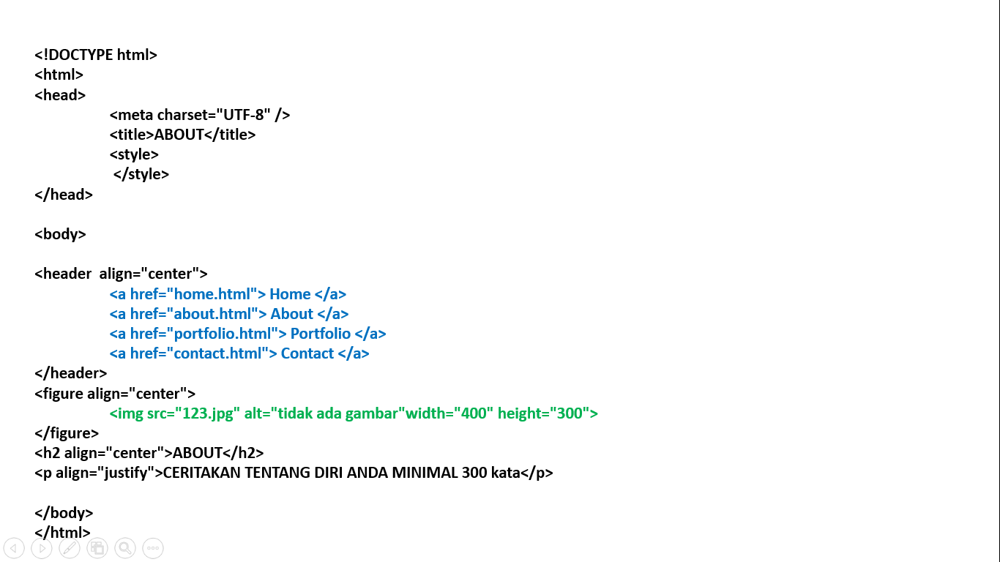 <!DOCTYPE html>
<html>
<head>
<meta charset="UTF-8" />
<title>ABOUT</title>
<style>
</style>
</head>
<body>
<header  align="center">
<a href="home.html"> Home </a>
<a href="about.html"> About </a>
<a href="portfolio.html"> Portfolio </a>
<a href="contact.html"> Contact </a>
</header>
<figure align="center">
<img src="123.jpg" alt="tidak ada gambar"width="400" height="300">
</figure>
<h2 align="center">ABOUT</h2>
<p align="justify">CERITAKAN TENTANG DIRI ANDA MINIMAL 300 kata</p>
</body>
</html>